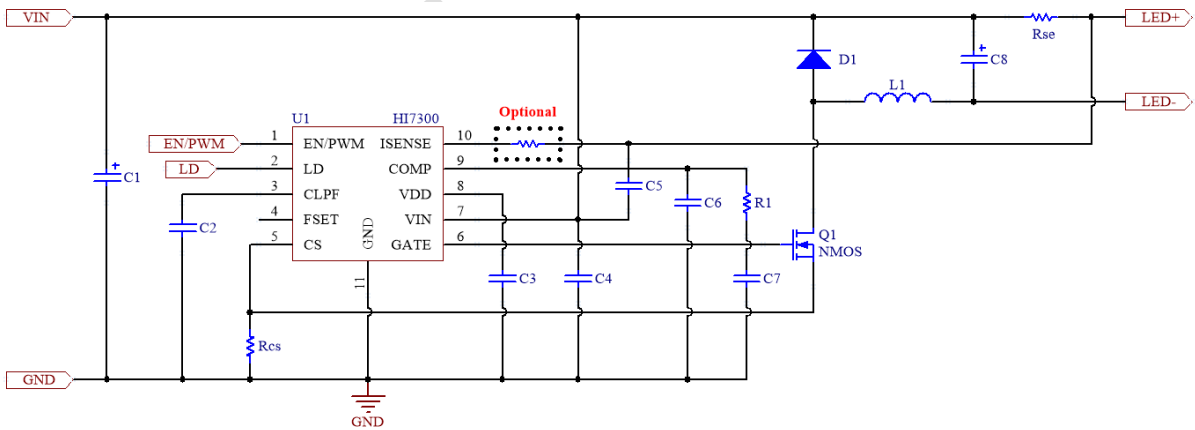 VIN
LED+
Rse
D1
C8
L1
LED-
Optional
U1
HI7300
EN/PWM
1
EN/PWM
ISENSE
10
LD
2
LD
COMP
9
C1
3
CLPF
VDD
8
C5
C6
R1
C2
4
FSET
VIN
7
GND
5
CS
GATE
6
Q1
NMOS
11
C3
C4
C7
Rcs
GND
GND